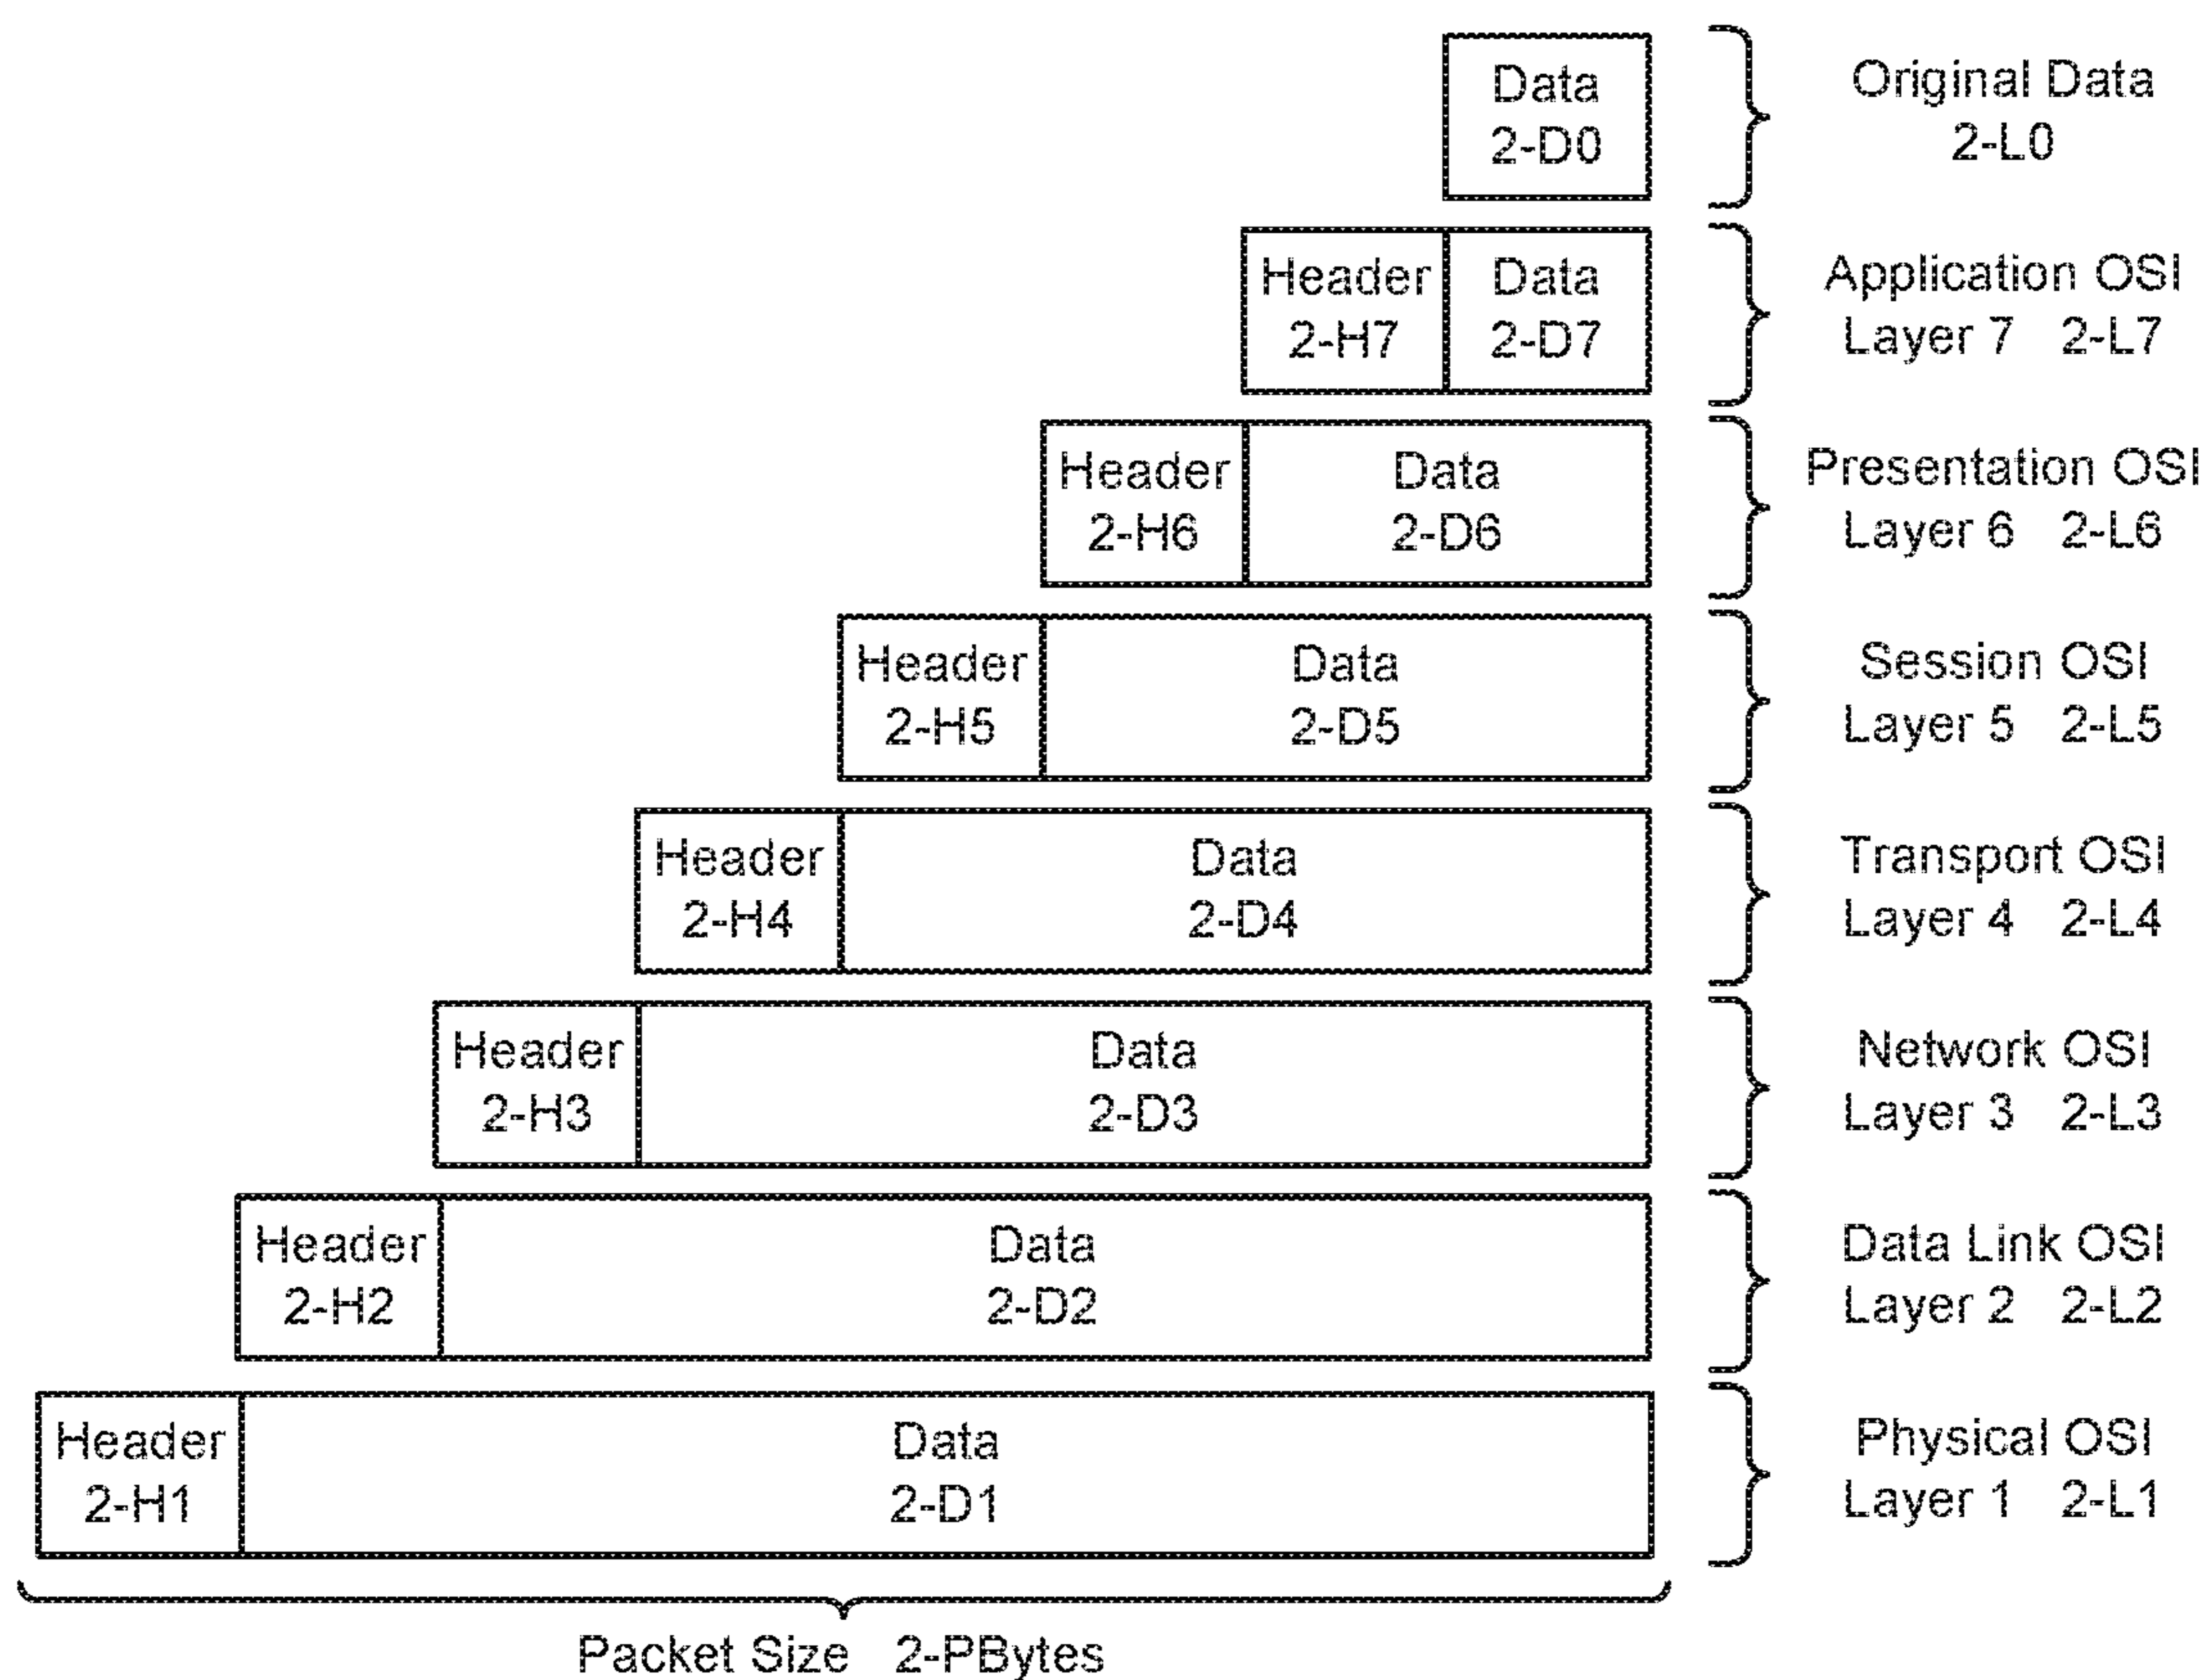 Data
2-D0
Original Data
2-L0
Header
2-H7
Data
2-D7
Application OSI
Layer 7 2-L7
Header
2-H6
Data
2-D6
Presentation OSI
Layer 6 2-L6
Header
2-H5
Data
2-D5
Session OSI
Layer 5 2-L5
Header
2-H4
Data
2-D4
Transport OSI
Layer 4 2-L4
Header
2-H3
Data
2-D3
Network OSI
Layer 3 2-L3
Header
2-H2
Data
2-D2
Data Link OSI
Layer 2 2-L2
Header
2-H1
Data
2-D1
Physical OSI
Layer 1 2-L1
Packet Size 2-PBytes